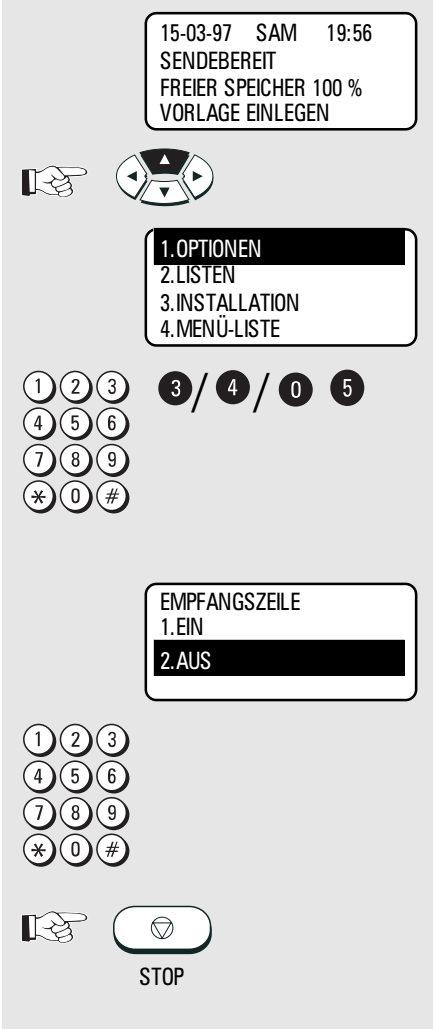 15-03-97 SAM 19:56
SENDEBEREIT
FREIER SPEICHER 100 %
VORLAGE EINLEGEN
1.OPTIONEN
2.LISTEN
3.INSTALLATION
4.MENÜ-LISTE
1 2 3 3 / 4 / 0 5
4 5 6
7 8 9
* 0 #
EMPFANGSZEILE
1.EIN
2.AUS
1 2 3
4 5 6
7 8 9
* 0 #
STOP